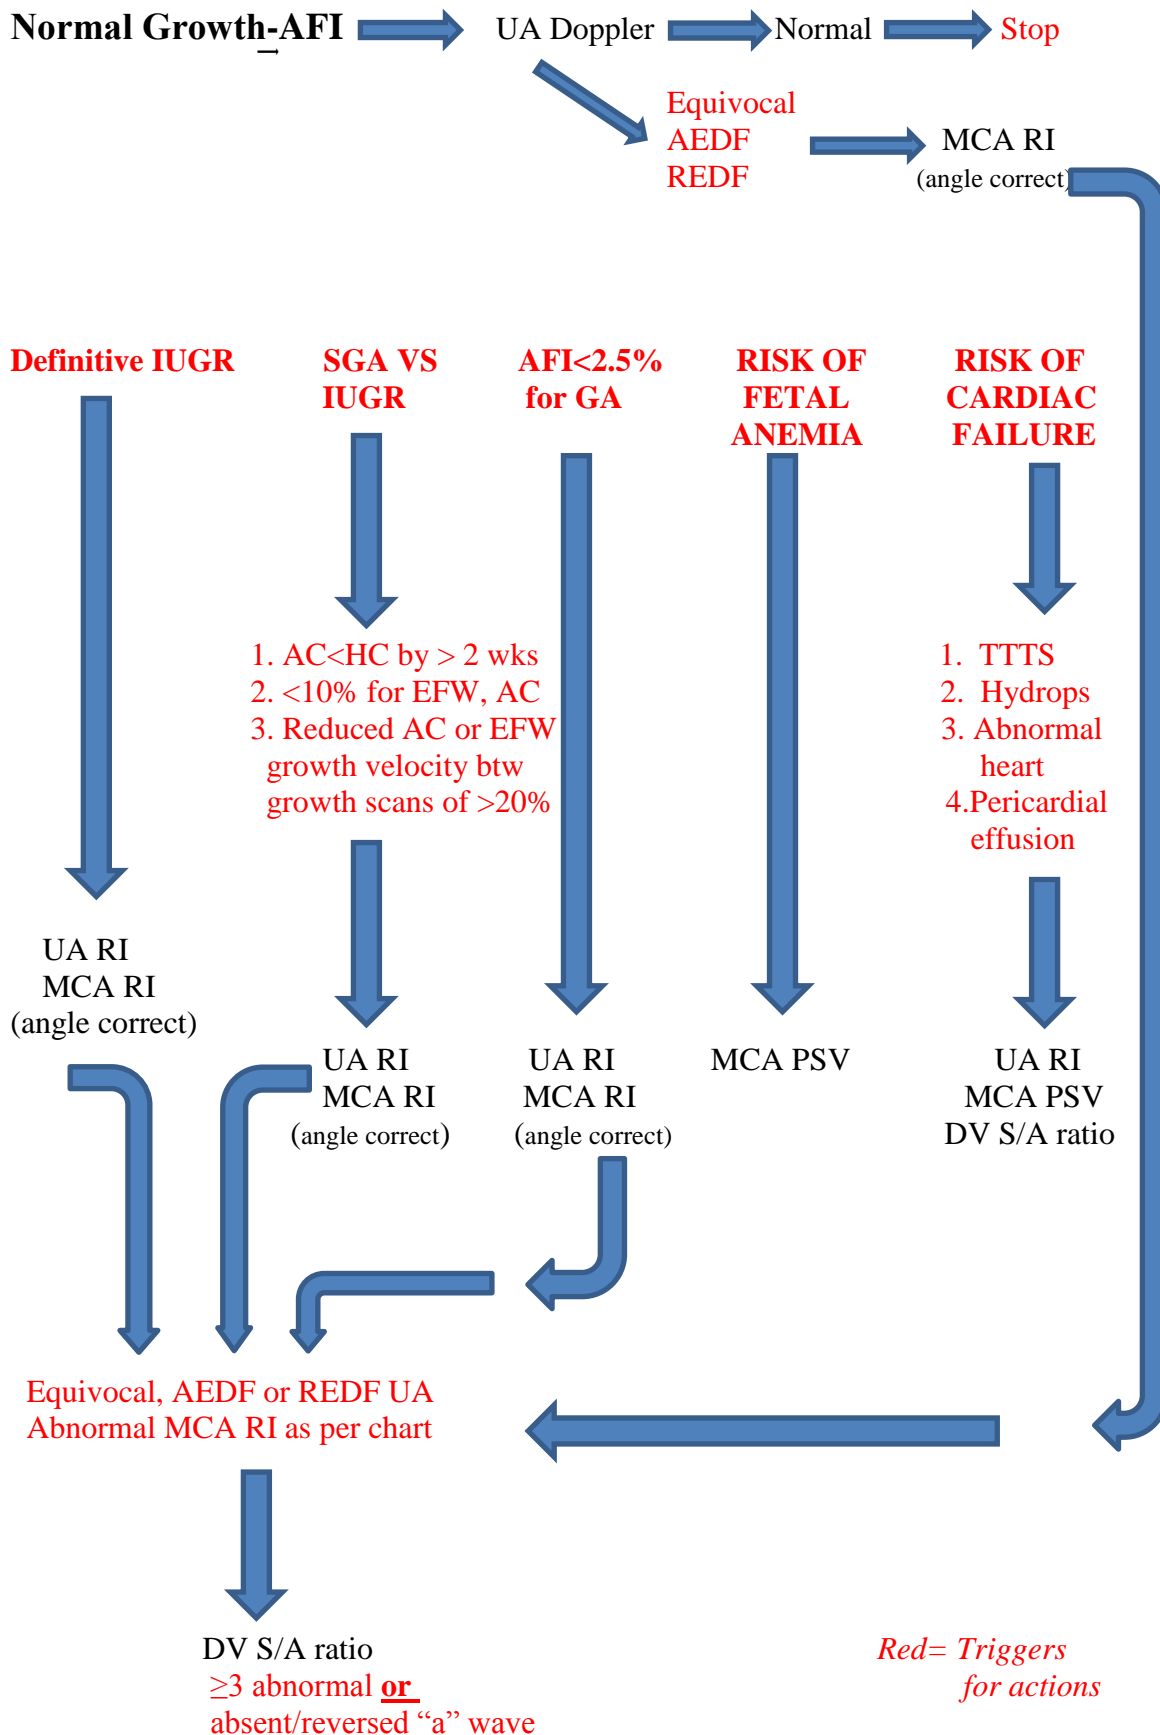 Normal Growth-AFI
UA Doppler
Normal
Stop
Equivocal
AEDF
REDF
MCA RI
(angle correct)
Definitive IUGR
SGA VS
IUGR
AFI<2.5%
for GA
RISK OF
FETAL
ANEMIA
RISK OF
CARDIAC
FAILURE
1. AC<HC by > 2 wks
2. <10% for EFW, AC
3. Reduced AC or EFW
growth velocity btw
growth scans of >20%
1. TTTS
2. Hydrops
3. Abnormal
heart
4.Pericardial
effusion
UA RI
MCA RI
(angle correct)
UA RI
MCA RI
(angle correct)
UA RI
MCA RI
(angle correct)
MCA PSV
UA RI
MCA PSV
DV S/A ratio
Equivocal, AEDF or REDF UA
Abnormal MCA RI as per chart
DV S/A ratio
≥3 abnormal or
absent/reversed “a” wave
Red= Triggers
for actions